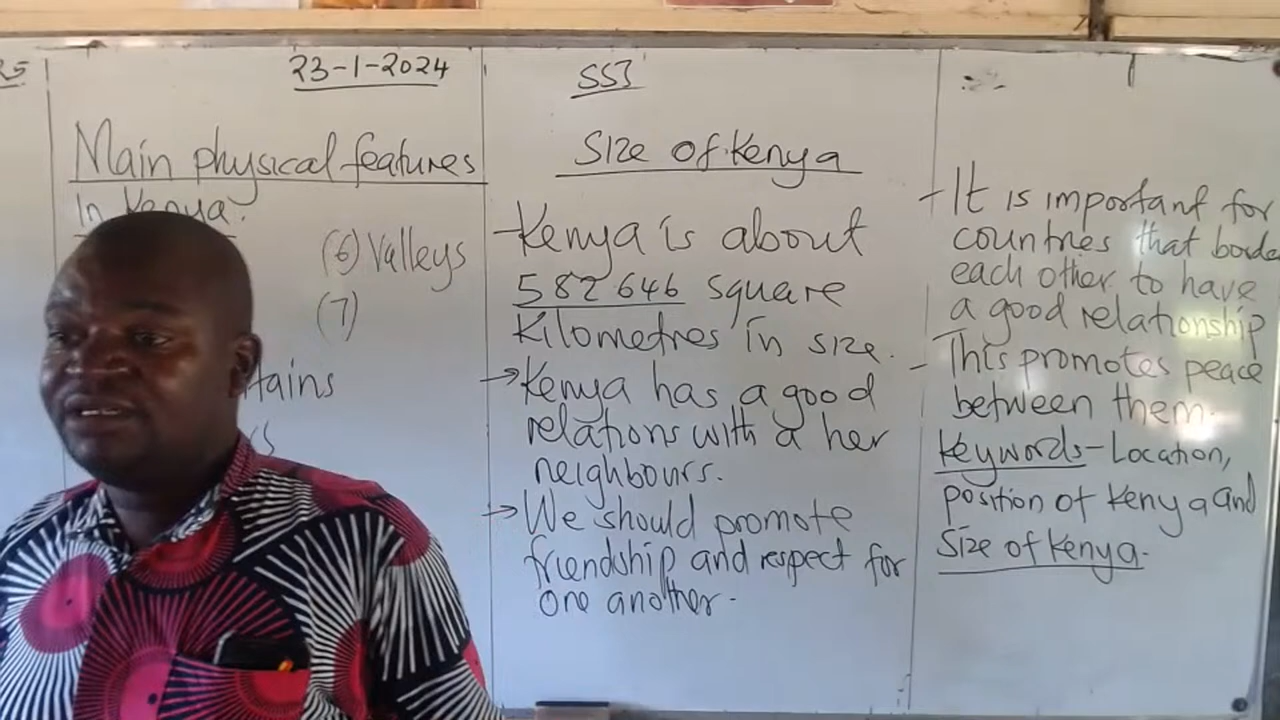 23-1-2024
Main physical features
In Kenya.
(6) Valleys
(7)
tains
SS3
Size of Kenya
-Kenya is about
582 646 square
Kilometres in size.
→Kenya has a good
relations with a her
neighbours.
→We should promote
friendship and respect for
one another.
-It is important for
countries that borde
each other to have
a good relationship
- This promotes peace
between them.
Keywords-Location,
position of Kenya and
Size of Kenya.